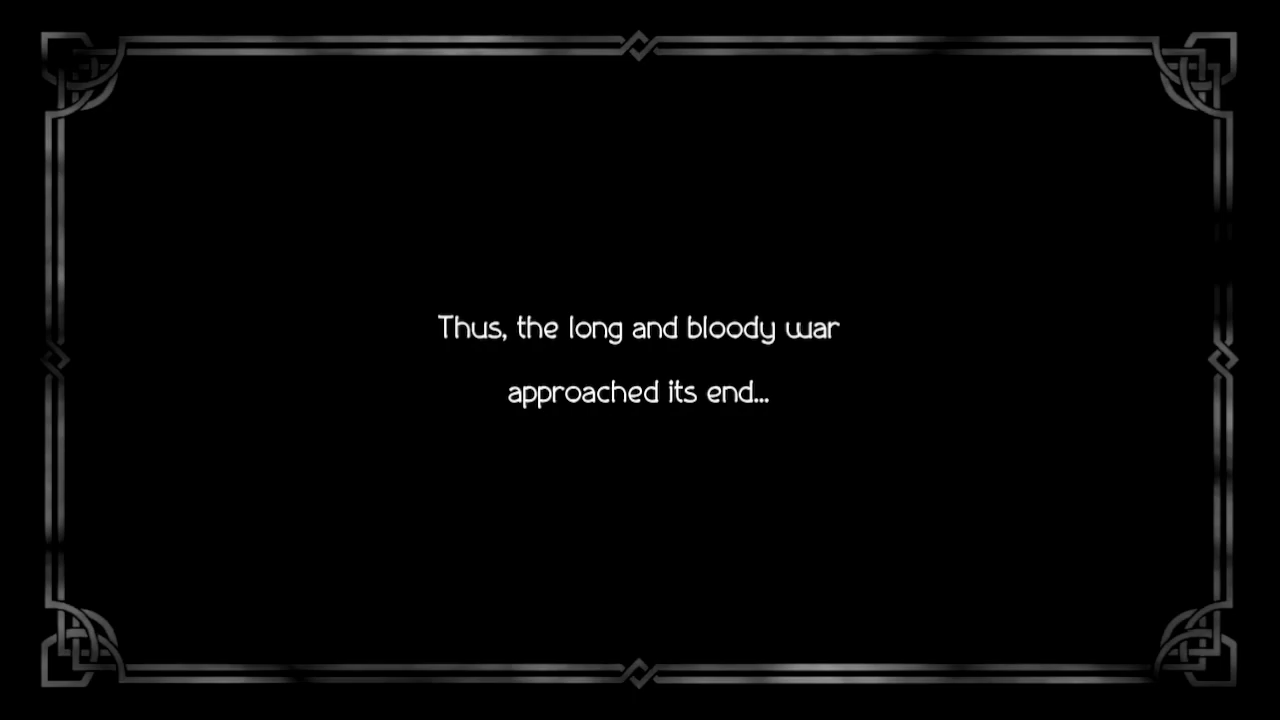 Thus, the long and bloody war
approached its end...